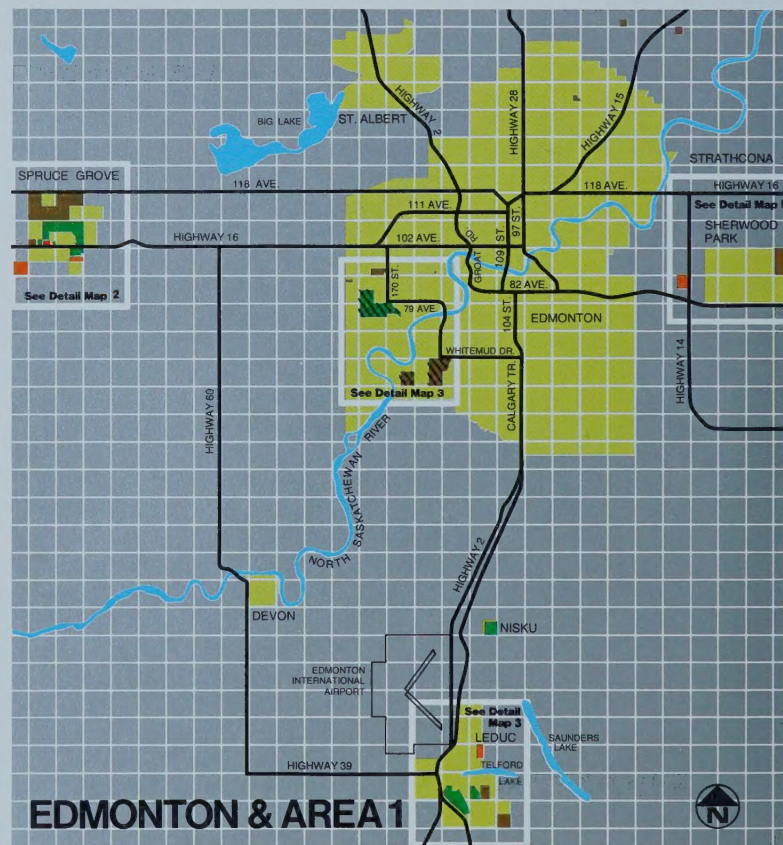 BIG LAKE
ST. ALBERT
HIGHWAY 2
HIGHWAY 28
HIGHWAY 15
SPRUCE GROVE
STRATHCONA
118 AVE.
118 AVE.
HIGHWAY 16
See Detail Map
111 AVE.
SHERWOOD
PARK
HIGHWAY 16
102 AVE.
GROAT RD
109 ST.
97 ST.
170 ST.
82 AVE.
See Detail Map 2
79 AVE.
104 ST.
EDMONTON
WHITEMUD DR.
HIGHWAY 14
See Detail Map 3
CALGARY TR.
HIGHWAY 60
NORTH SASKATCHEWAN RIVER
HIGHWAY 2
DEVON
NISKU
EDMONTON
INTERNATIONAL
AIRPORT
See Detail
Map 3
LEDUC
SAUNDERS
LAKE
HIGHWAY 39
TELFORD
LAKE
EDMONTON & AREA 1
N